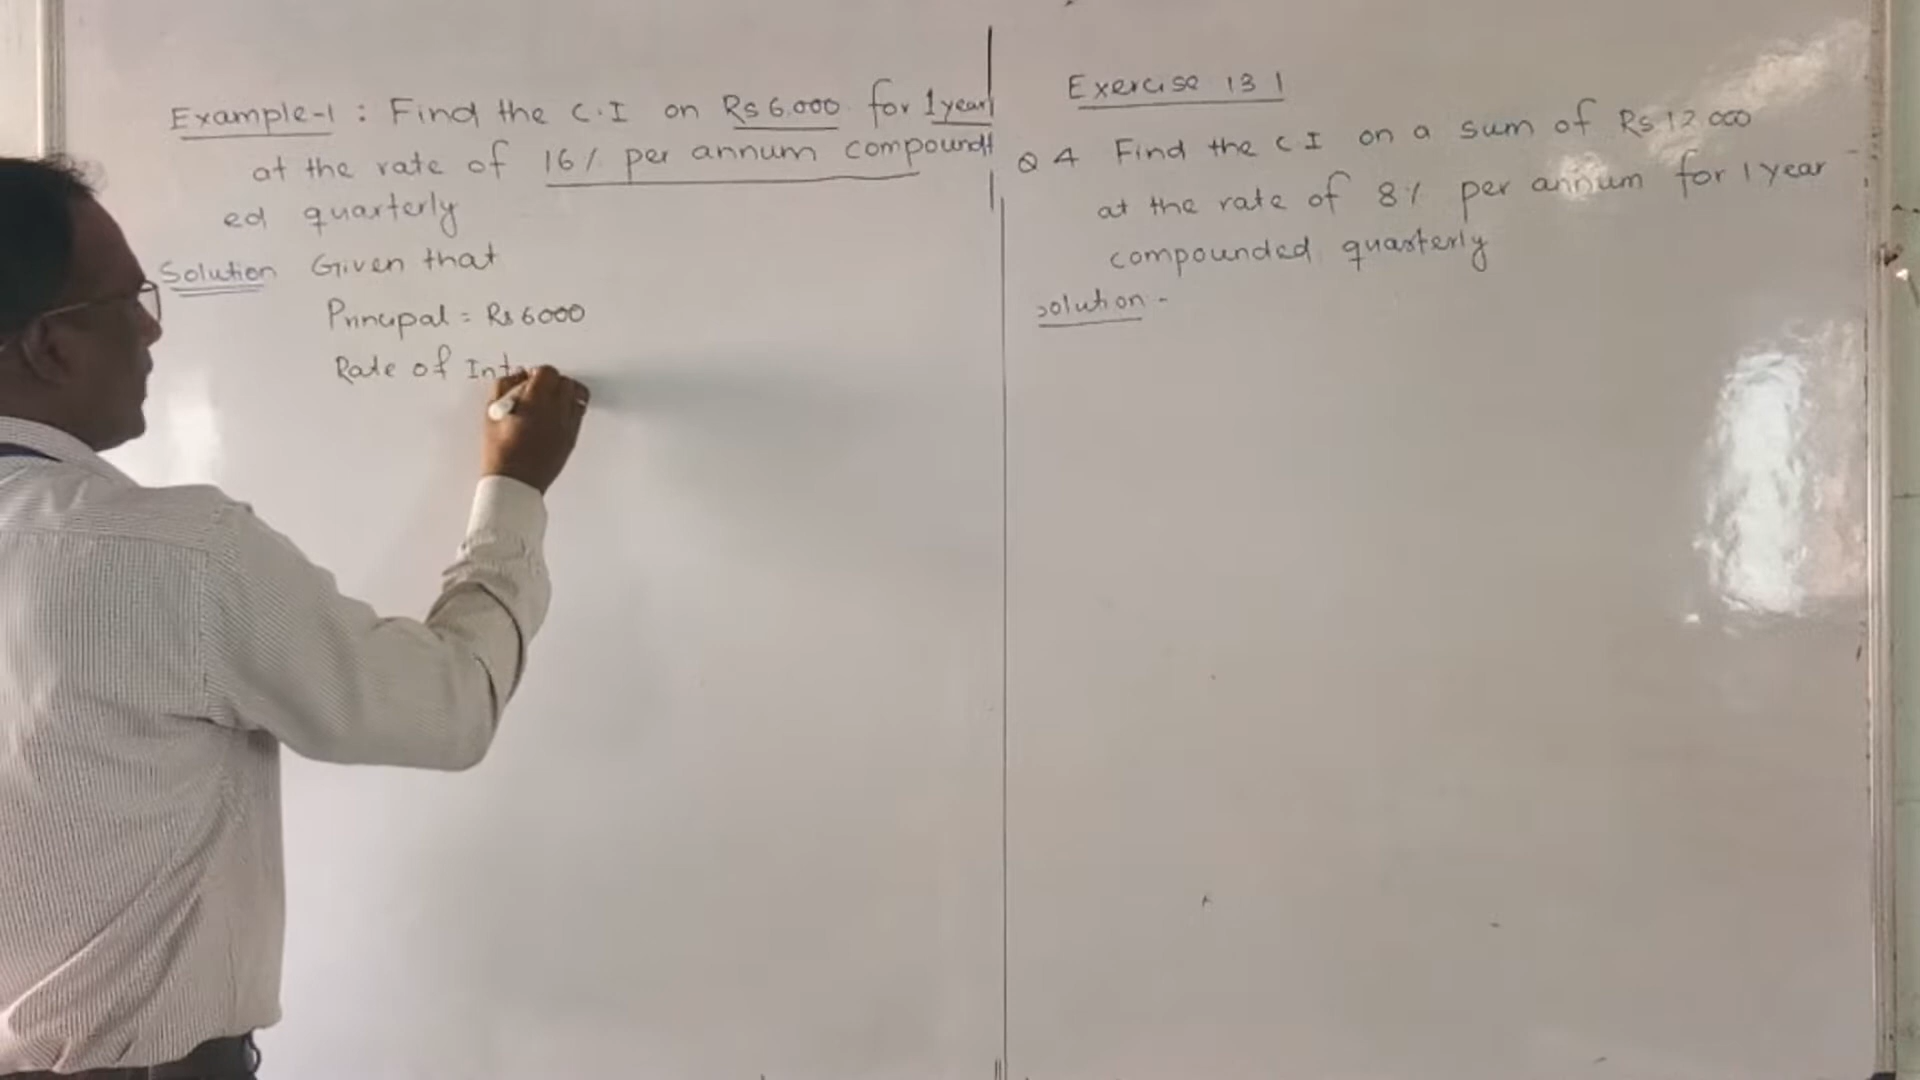 Example-1 : Find the C.I on Rs 6.000 for 1 year
at the rate of 16% per annum compound
ed quarterly
Solution Given that
Principal = Rs 6000
Rate of
Exercise 13 1
Q 4 Find the C I on a sum of Rs 12 000
at the rate of 8% per annum for 1 year
compounded quarterly
solution -